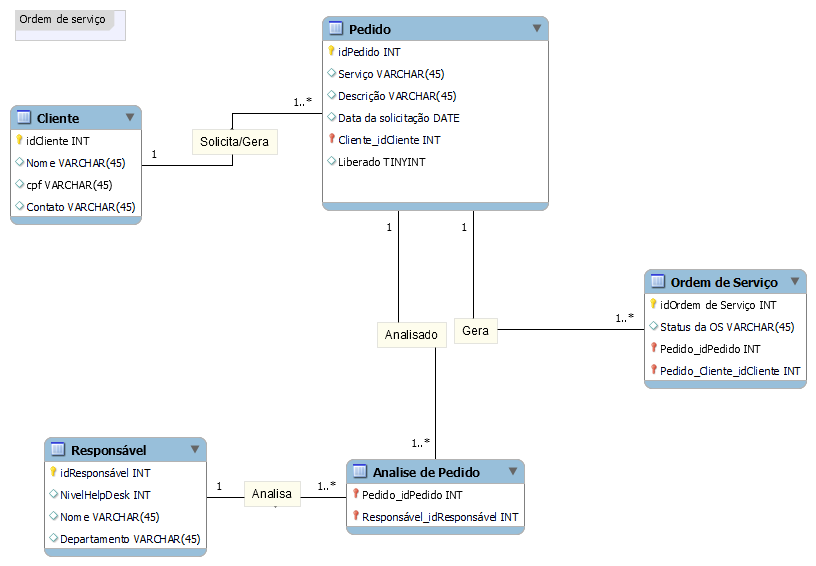 Ordem de serviço
Pedido
idPedido INT
Serviço VARCHAR(45)
Descrição VARCHAR(45)
Data da solicitação DATE
Cliente_idCliente INT
Liberado TINYINT
Cliente
idCliente INT
Nome VARCHAR(45)
cpf VARCHAR(45)
Contato VARCHAR(45)
1
Solicita/Gera
1..*
1
1
Analisado
Gera
1..*
1..*
Ordem de Serviço
idOrdem de Serviço INT
Status da OS VARCHAR(45)
Pedido_idPedido INT
Pedido_Cliente_idCliente INT
Responsável
idResponsável INT
NivelHelpDesk INT
Nome VARCHAR(45)
Departamento VARCHAR(45)
1
Analisa
1..*
Analise de Pedido
Pedido_idPedido INT
Responsável_idResponsável INT